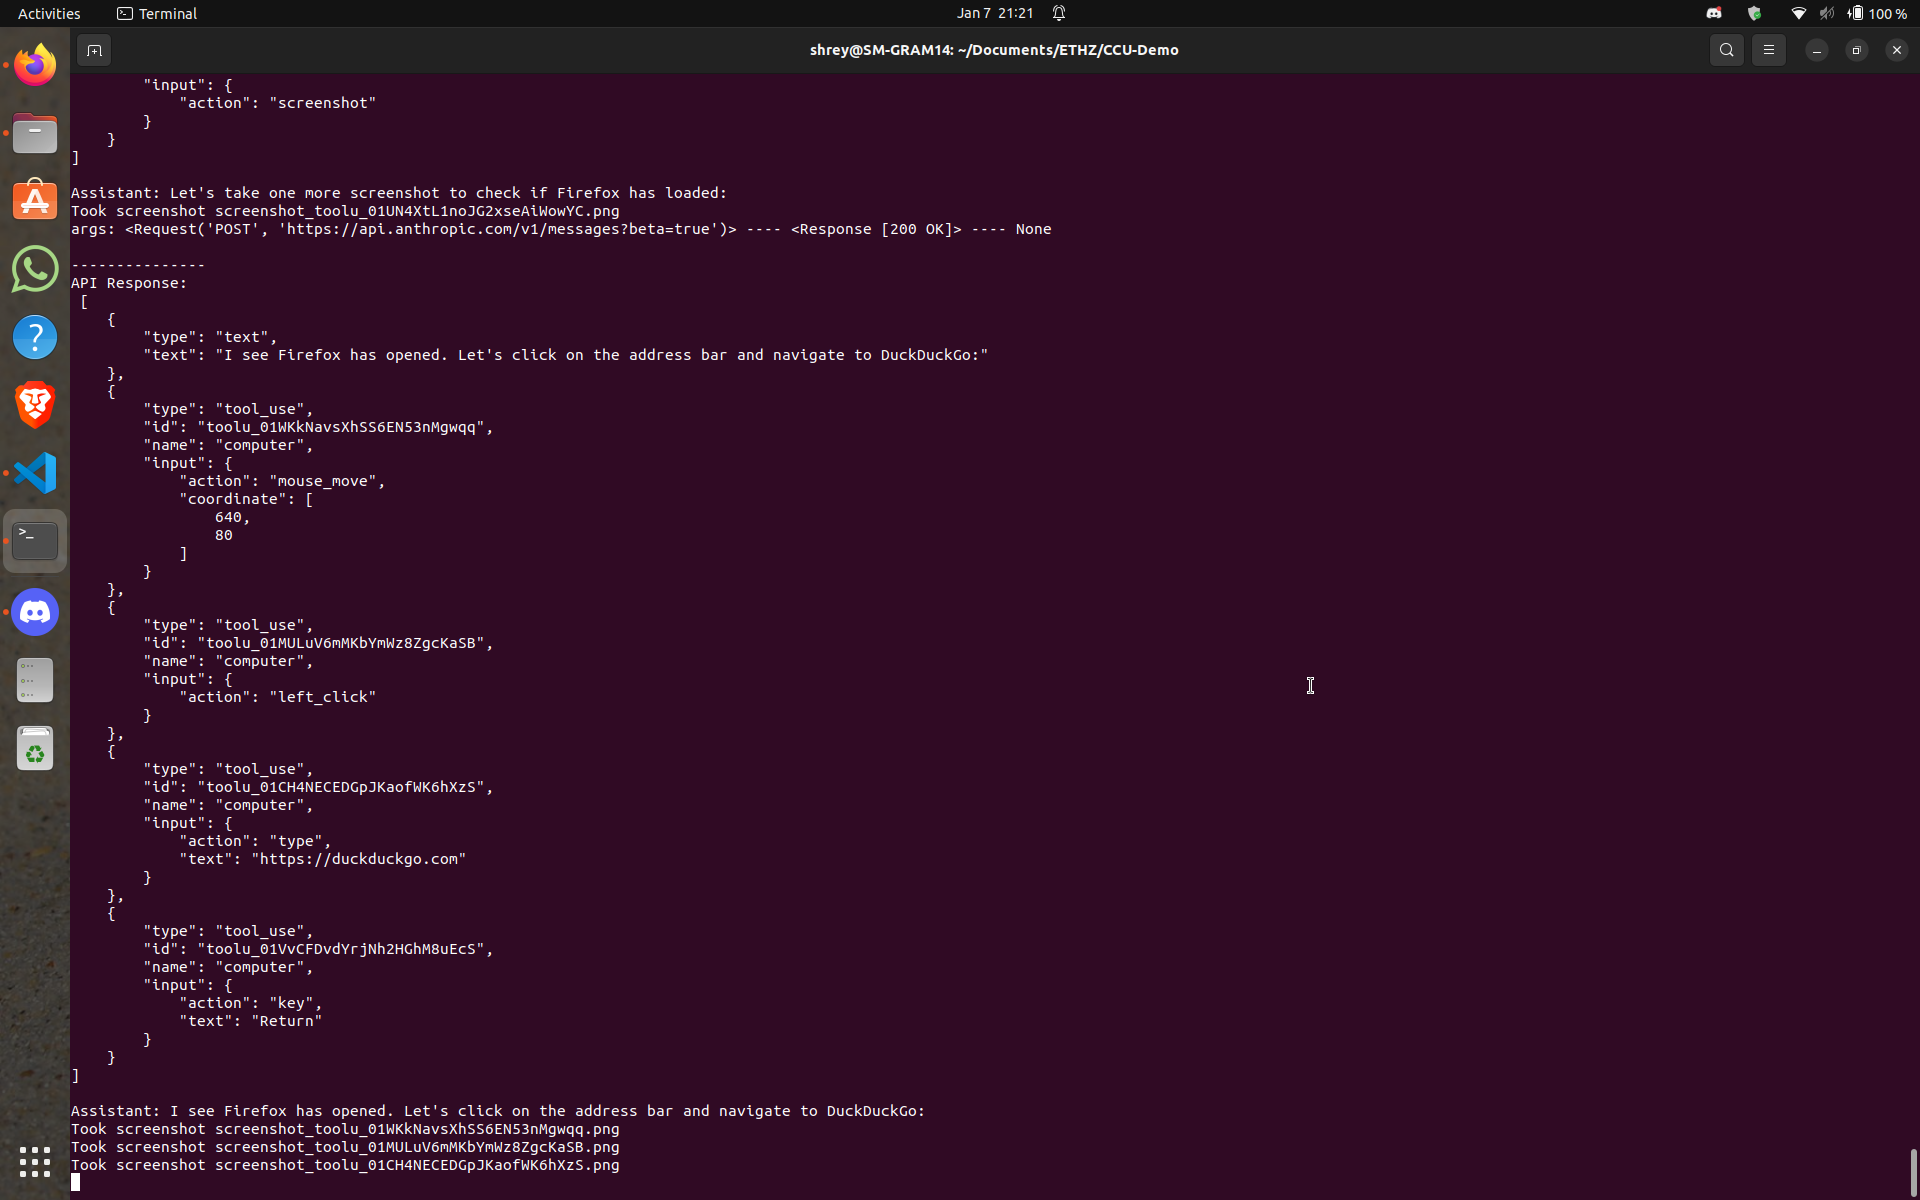 Activities Terminal Jan 7 21:21 100 %
shrey@SM-GRAM14: ~/Documents/ETHZ/CCU-Demo
        "input": {
            "action": "screenshot"
        }
    }
]
Assistant: Let's take one more screenshot to check if Firefox has loaded:
Took screenshot screenshot_toolu_01UN4XtL1noJG2xseAiWowYC.png
args: <Request('POST', 'https://api.anthropic.com/v1/messages?beta=true')> ---- <Response [200 OK]> ---- None
---------------
API Response:
 [
    {
        "type": "text",
        "text": "I see Firefox has opened. Let's click on the address bar and navigate to DuckDuckGo:"
    },
    {
        "type": "tool_use",
        "id": "toolu_01WKkNavsXhSS6EN53nMgwqq",
        "name": "computer",
        "input": {
            "action": "mouse_move",
            "coordinate": [
                640,
                80
            ]
        }
    },
    {
        "type": "tool_use",
        "id": "toolu_01MULuV6mMKbYmWz8ZgcKaSB",
        "name": "computer",
        "input": {
            "action": "left_click"
        }
    },
    {
        "type": "tool_use",
        "id": "toolu_01CH4NECEDGpJKaofWK6hXzS",
        "name": "computer",
        "input": {
            "action": "type",
            "text": "https://duckduckgo.com"
        }
    },
    {
        "type": "tool_use",
        "id": "toolu_01VvCFDvdYrjNh2HGhM8uEcS",
        "name": "computer",
        "input": {
            "action": "key",
            "text": "Return"
        }
    }
]
Assistant: I see Firefox has opened. Let's click on the address bar and navigate to DuckDuckGo:
Took screenshot screenshot_toolu_01WKkNavsXhSS6EN53nMgwqq.png
Took screenshot screenshot_toolu_01MULuV6mMKbYmWz8ZgcKaSB.png
Took screenshot screenshot_toolu_01CH4NECEDGpJKaofWK6hXzS.png